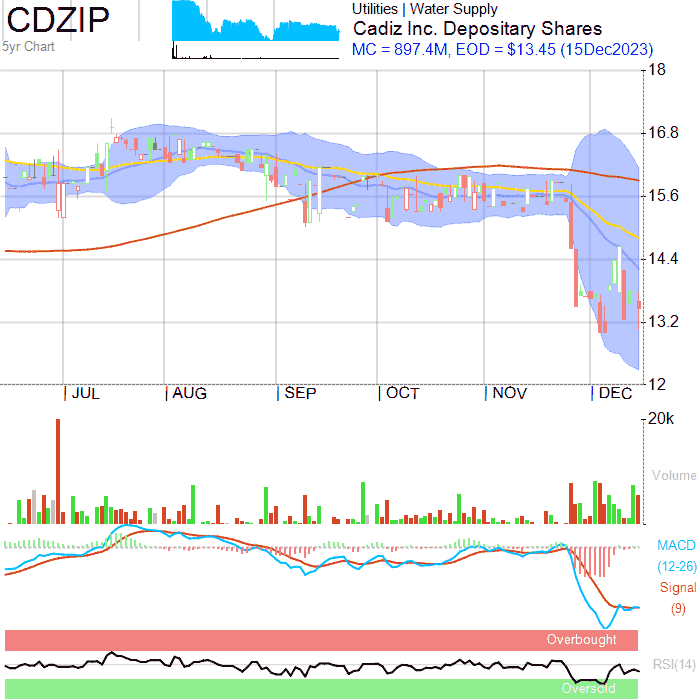 CDZIP
5yr Chart
Utilities | Water Supply
Cadiz Inc. Depositary Shares
MC = 897.4M, EOD = $13.45 (15Dec2023)
18
16.8
15.6
14.4
13.2
12
JUL AUG SEP OCT NOV DEC
20k
Volume
MACD
(12-26)
Signal
(9)
Overbought
RSI(14)
Oversold